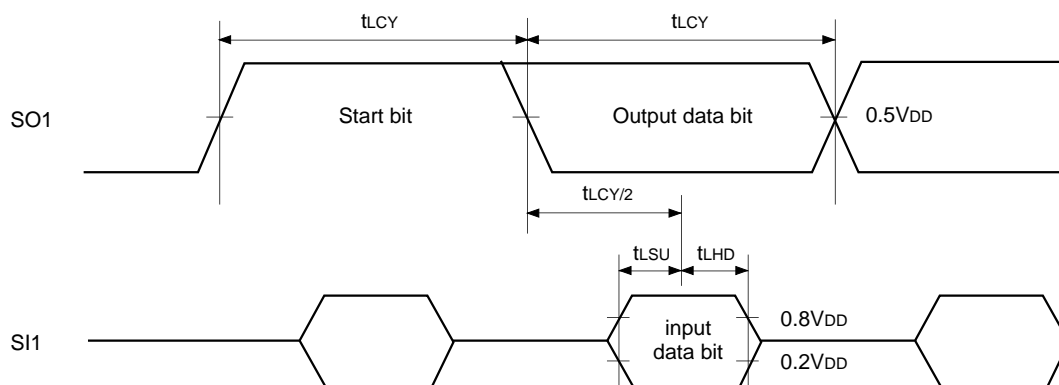 tLCY tLCY
SO1 Start bit Output data bit 0.5VDD
tLCY/2
tLSU tLHD
SI1 input data bit 0.8VDD
0.2VDD